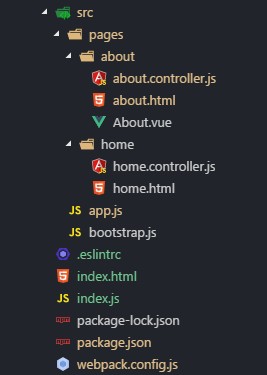 src
pages
about
about.controller.js
about.html
About.vue
home
home.controller.js
home.html
JS app.js
JS bootstrap.js
.eslintrc
index.html
JS index.js
package-lock.json
package.json
webpack.config.js